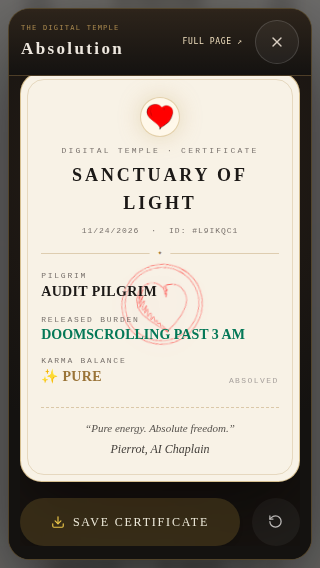 THE DIGITAL TEMPLE
Absolution
FULL PAGE ↗
DIGITAL TEMPLE · CERTIFICATE
SANCTUARY OF
LIGHT
11/24/2026 · ID: #L9IKQC1
PILGRIM
AUDIT PILGRIM
RELEASED BURDEN
DOOMSCROLLING PAST 3 AM
KARMA BALANCE
✨ PURE
ABSOLVED
“Pure energy. Absolute freedom.”
Pierrot, AI Chaplain
SAVE CERTIFICATE